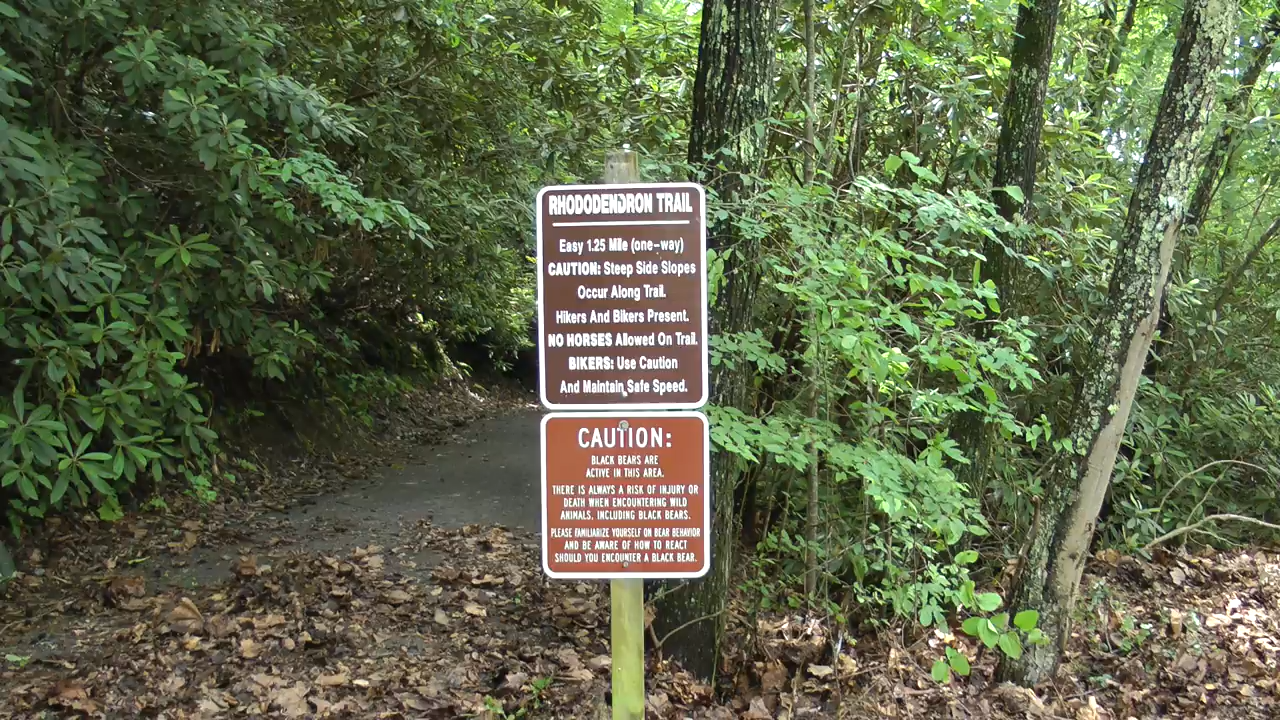 RHODODENDRON TRAIL
Easy 1.25 Mile (one-way)
CAUTION: Steep Side Slopes
Occur Along Trail.
Hikers And Bikers Present.
NO HORSES Allowed On Trail.
BIKERS: Use Caution
And Maintain Safe Speed.
CAUTION:
BLACK BEARS ARE
ACTIVE IN THIS AREA.
THERE IS ALWAYS A RISK OF INJURY OR
DEATH WHEN ENCOUNTERING WILD
ANIMALS, INCLUDING BLACK BEARS.
PLEASE FAMILIARIZE YOURSELF ON BEAR BEHAVIOR
AND BE AWARE OF HOW TO REACT
SHOULD YOU ENCOUNTER A BLACK BEAR.